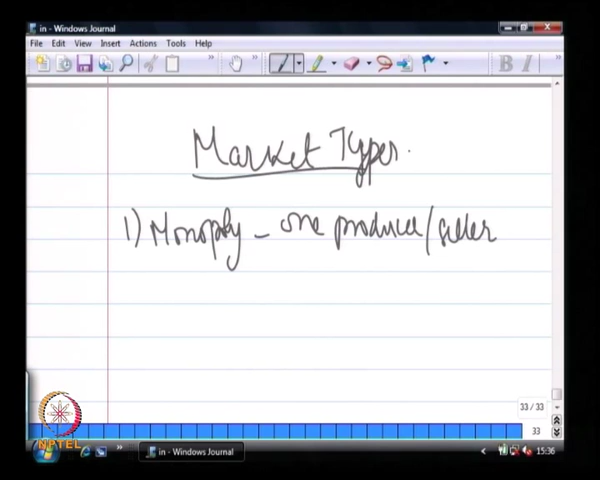 in - Windows Journal
File Edit View Insert Actions Tools Help
B I
Market Types.
1) Monoply - one producer/seller
33 / 33
33
NPTEL
in - Windows Journal
15:36